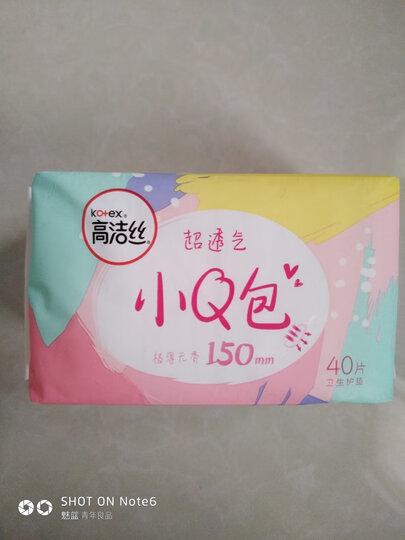 kotex®
高洁丝®
超透气
小Q包
极薄无香 150mm
40片
卫生护垫
SHOT ON Note6
魅蓝 青年良品